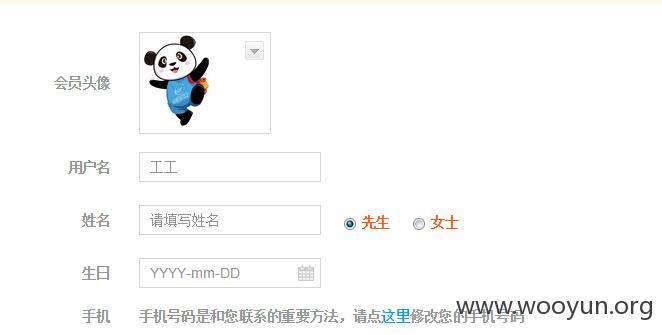 会员头像
用户名 工工
姓名 请填写姓名 先生 女士
生日 YYYY-mm-DD
手机 手机号码是和您联系的重要方法，请点这里修改您的手机号码
www.wooyun.org